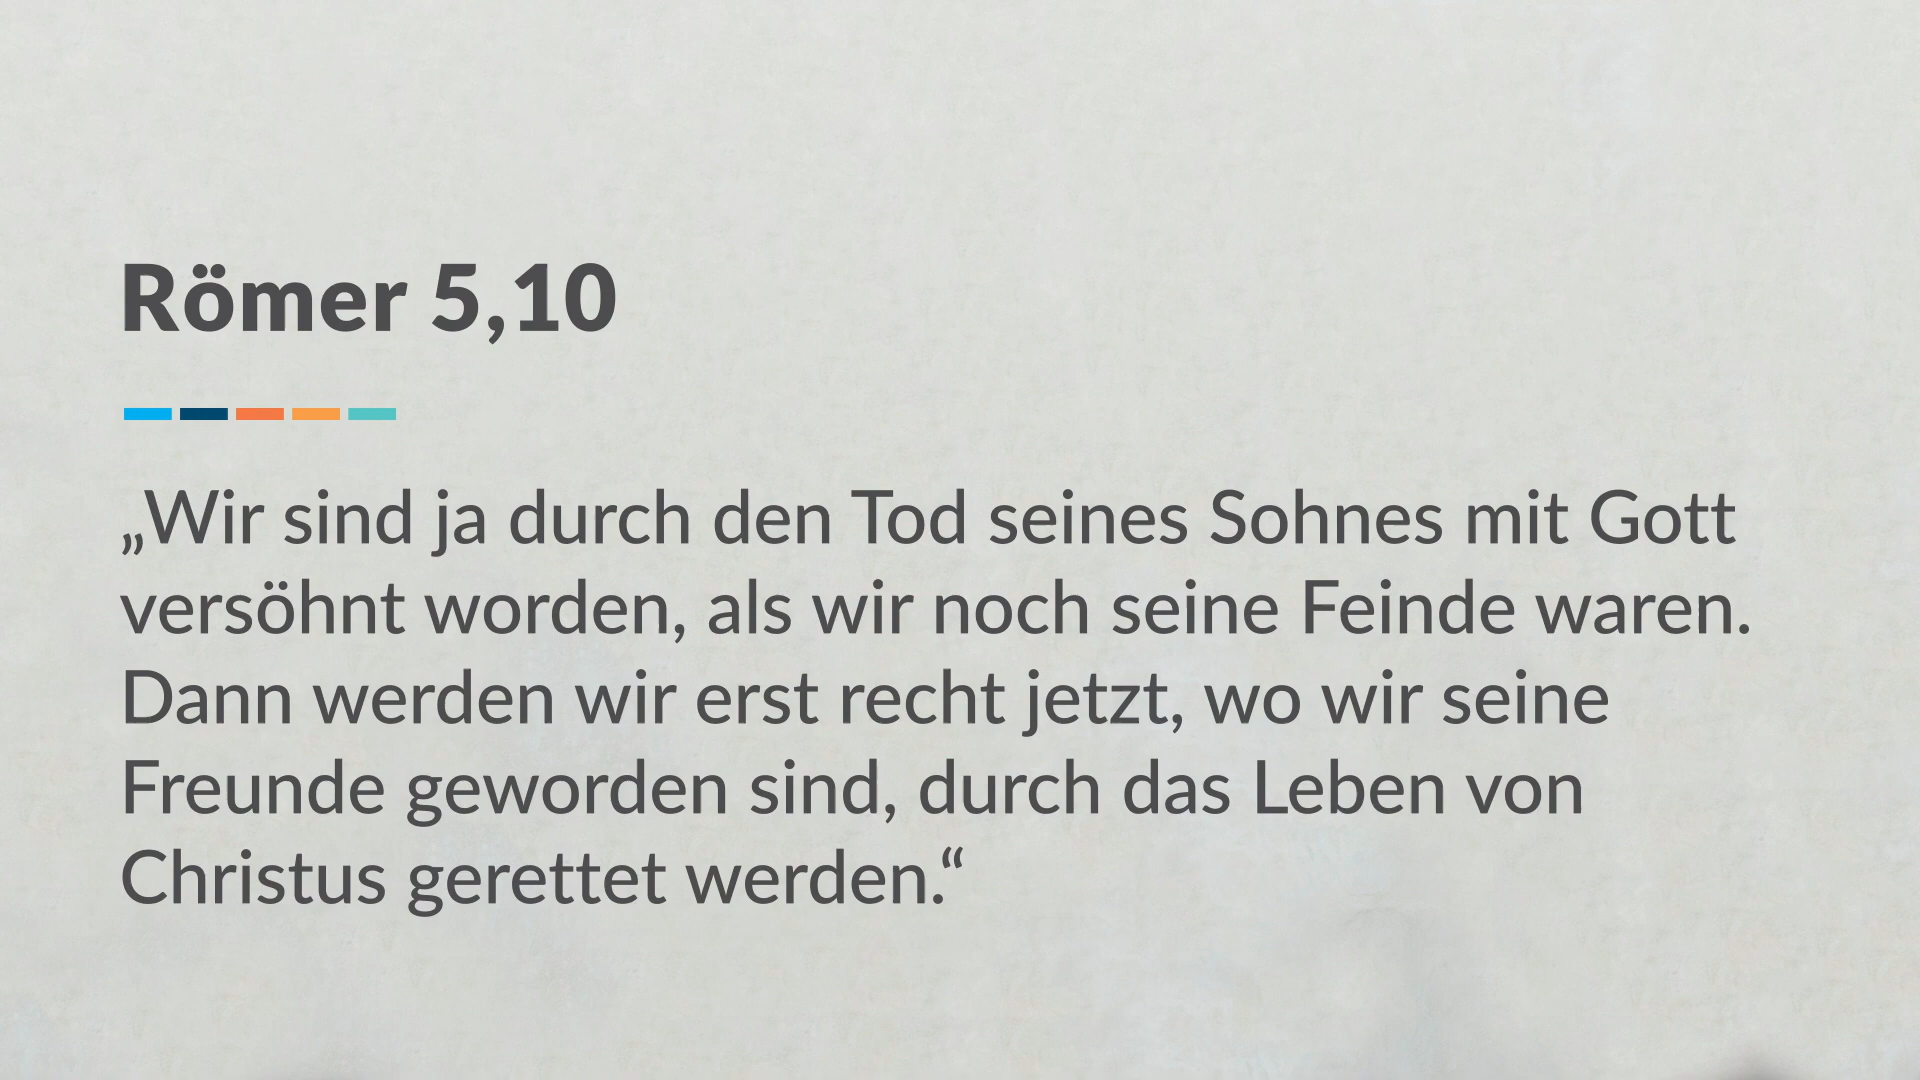 Römer 5,10
„Wir sind ja durch den Tod seines Sohnes mit Gott
versöhnt worden, als wir noch seine Feinde waren.
Dann werden wir erst recht jetzt, wo wir seine
Freunde geworden sind, durch das Leben von
Christus gerettet werden.“